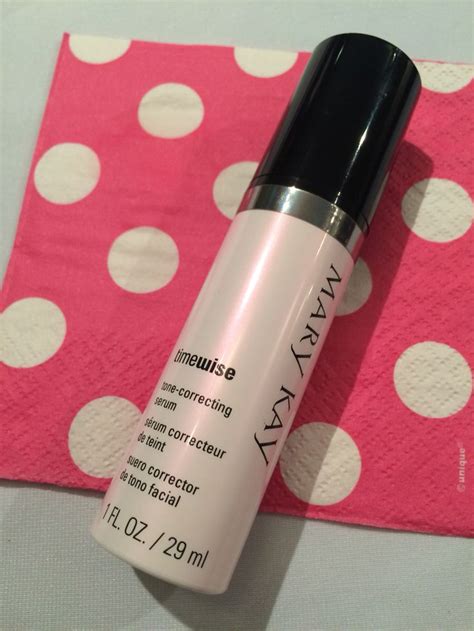 MARY KAY
timewise
tone-correcting
serum
sérum correcteur
de teint
suero corrector
de tono facial
1 FL. OZ. / 29 ml
© unique